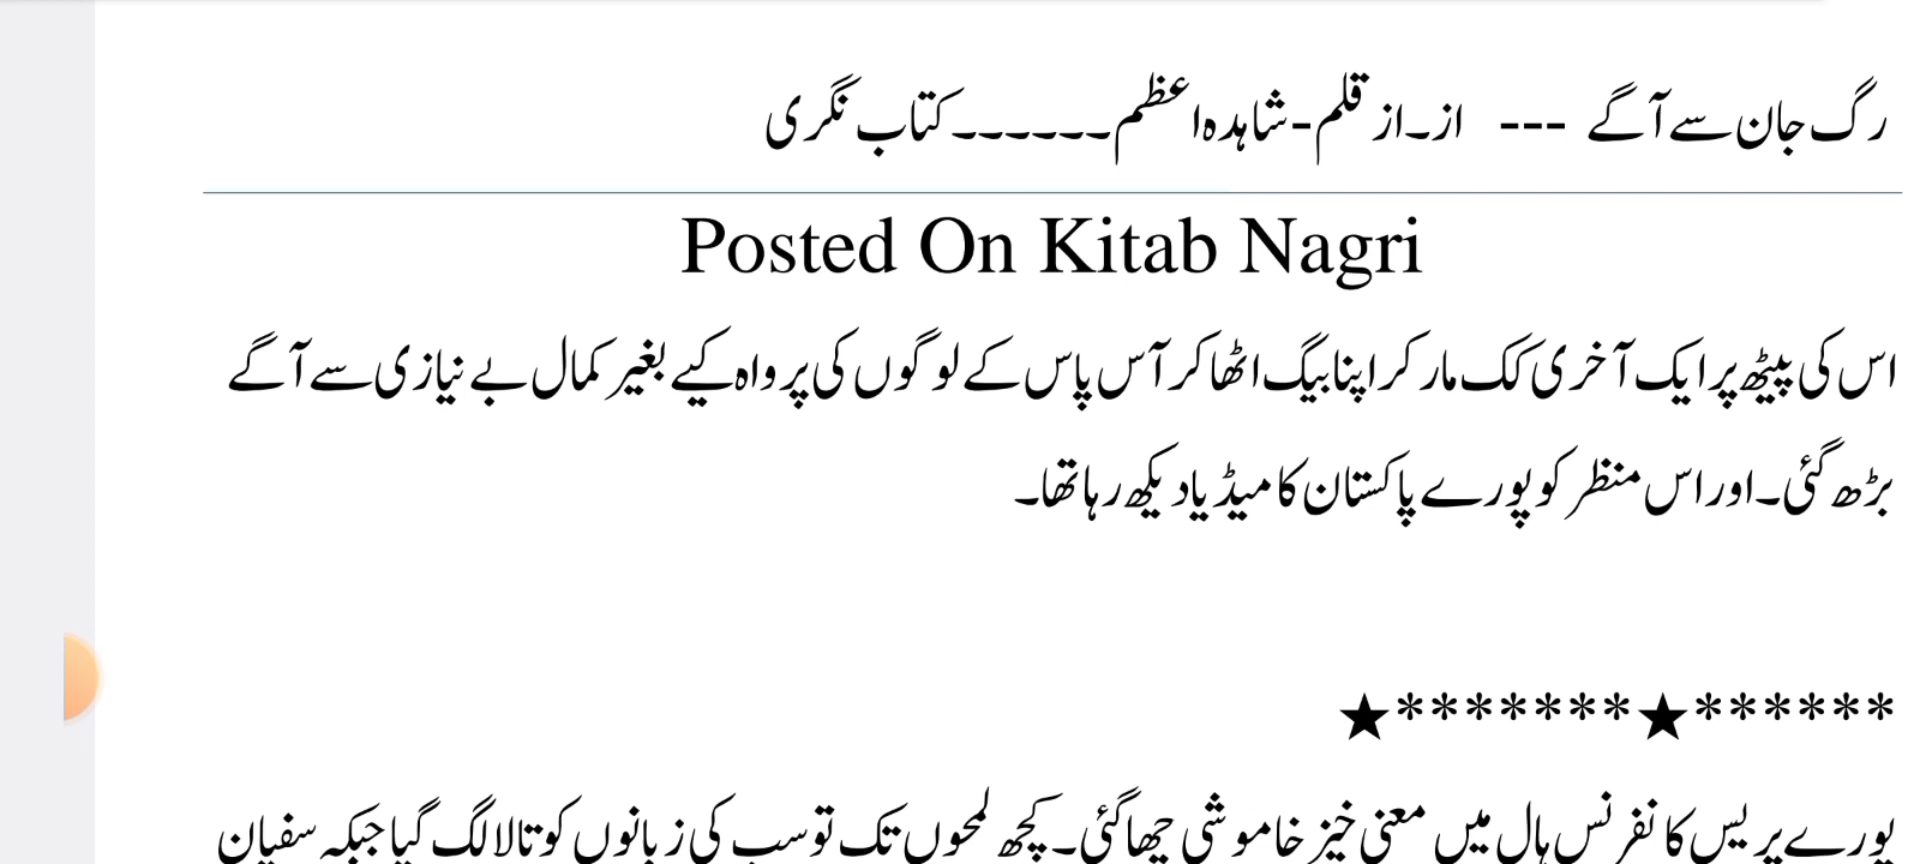 رگ جان سے آگے --- از۔از قلم-شاہدہ اعظم۔۔۔۔۔۔کتاب نگری
Posted On Kitab Nagri
اس کی پیٹھ پر ایک آخری کک مار کر اپنا بیگ اٹھا کر آس پاس کے لوگوں کی پرواہ کیے بغیر کمال بے نیازی سے آگے
بڑھ گئی۔اور اس منظر کو پورے پاکستان کا میڈیا دیکھ رہا تھا۔
******★*******★
پورے پریس کانفرنس ہال میں معنی خیز خاموشی چھا گئی۔ کچھ لمحوں تک تو سب کی زبانوں کو تالا لگ گیا جبکہ سفیان